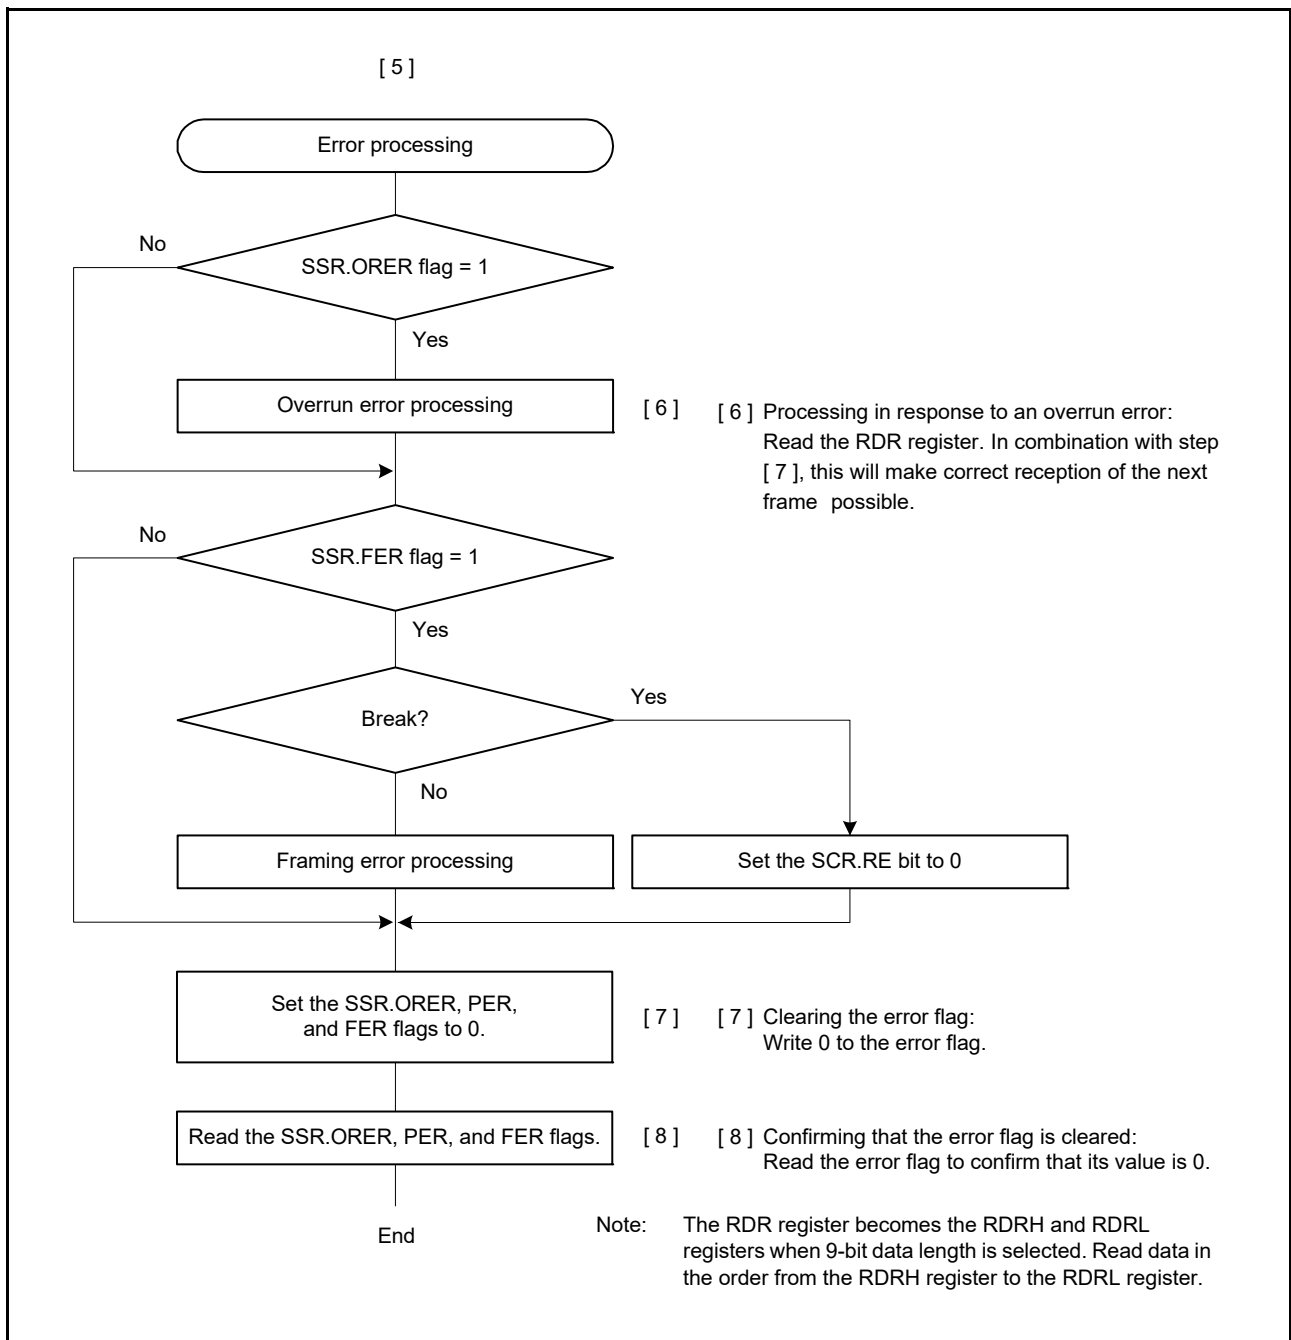 [ 5 ]
Error processing
No
SSR.ORER flag = 1
Yes
Overrun error processing
[ 6 ]
[ 6 ] Processing in response to an overrun error:
Read the RDR register. In combination with step
[ 7 ], this will make correct reception of the next
frame possible.
No
SSR.FER flag = 1
Yes
Break?
Yes
No
Framing error processing
Set the SCR.RE bit to 0
Set the SSR.ORER, PER,
and FER flags to 0.
[ 7 ]
[ 7 ] Clearing the error flag:
Write 0 to the error flag.
Read the SSR.ORER, PER, and FER flags.
[ 8 ]
[ 8 ] Confirming that the error flag is cleared:
Read the error flag to confirm that its value is 0.
End
Note: The RDR register becomes the RDRH and RDRL
registers when 9-bit data length is selected. Read data in
the order from the RDRH register to the RDRL register.